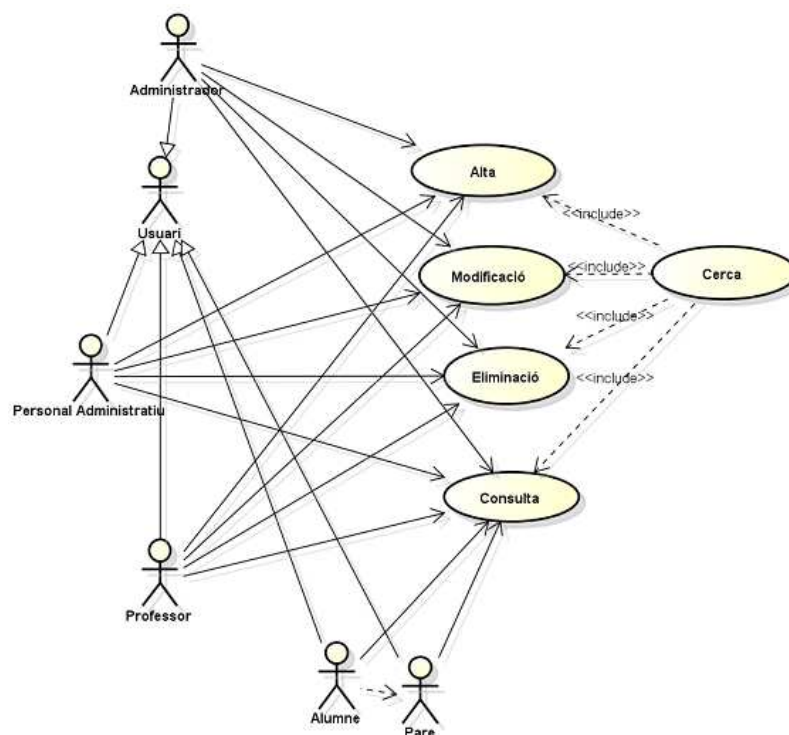 Administrador
Alta
<<include>>
Usuari
Modificació
<<include>>
Cerca
<<include>>
Personal Administratiu
Eliminació
<<include>>
Consulta
Professor
Alumne
Pare